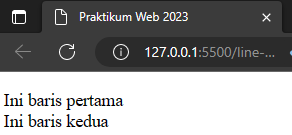 Praktikum Web 2023
127.0.0.1:5500/line-...
Ini baris pertama
Ini baris kedua